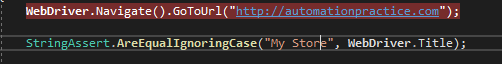 WebDriver.Navigate().GoToUrl("http://automationpractice.com");
StringAssert.AreEqualIgnoringCase("My Store", WebDriver.Title);